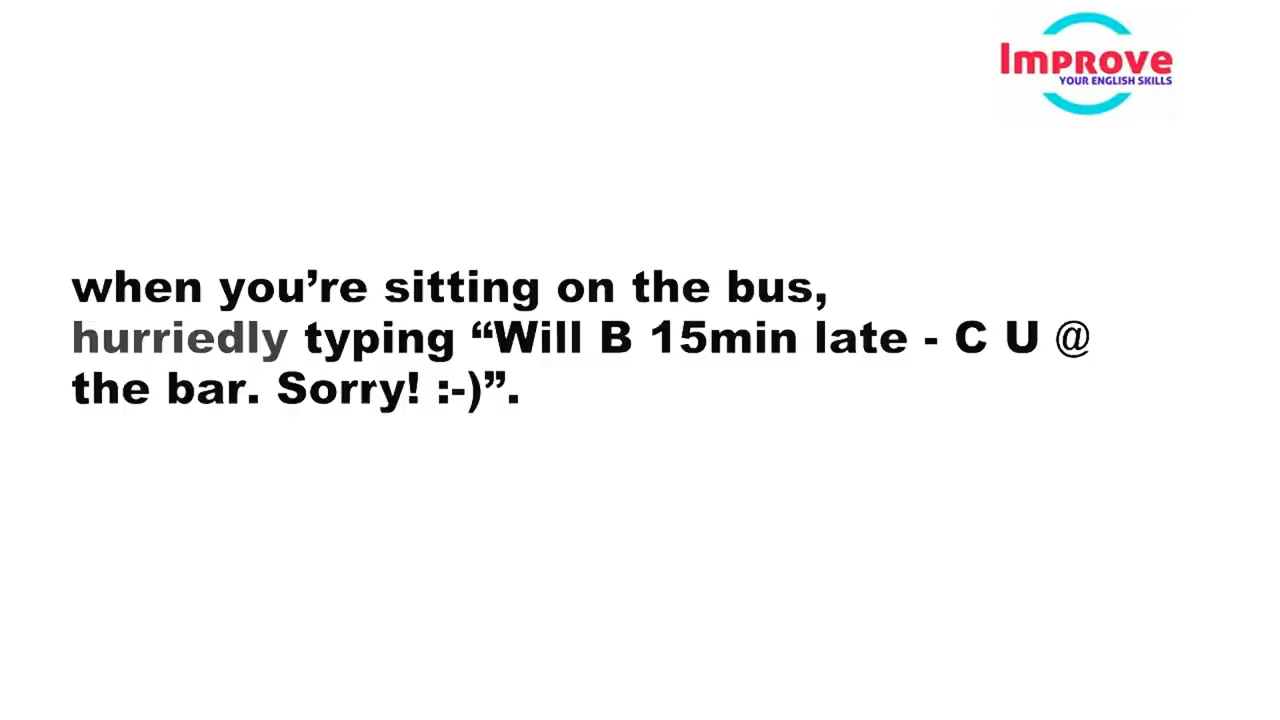 Improve
YOUR ENGLISH SKILLS
when you’re sitting on the bus,
hurriedly typing “Will B 15min late - C U @
the bar. Sorry! :-)”.